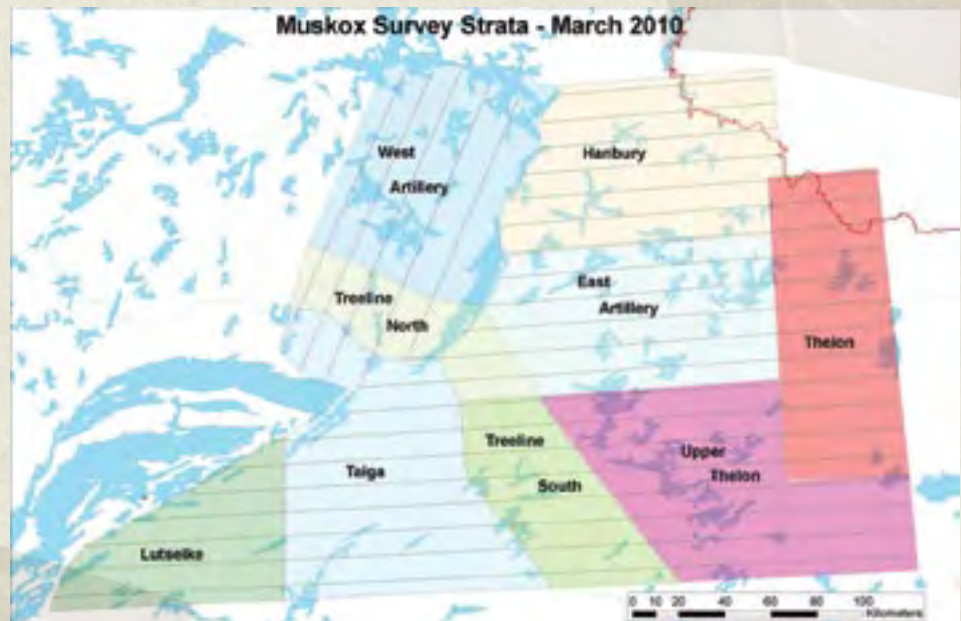 Muskox Survey Strata - March 2010
West
Artillery
Hanbury
East
Artillery
Treeline
North
Thelon
Treeline
South
Taiga
Upper
Thelon
Lutselke
0 10 20 40 60 80 100
Kilometers